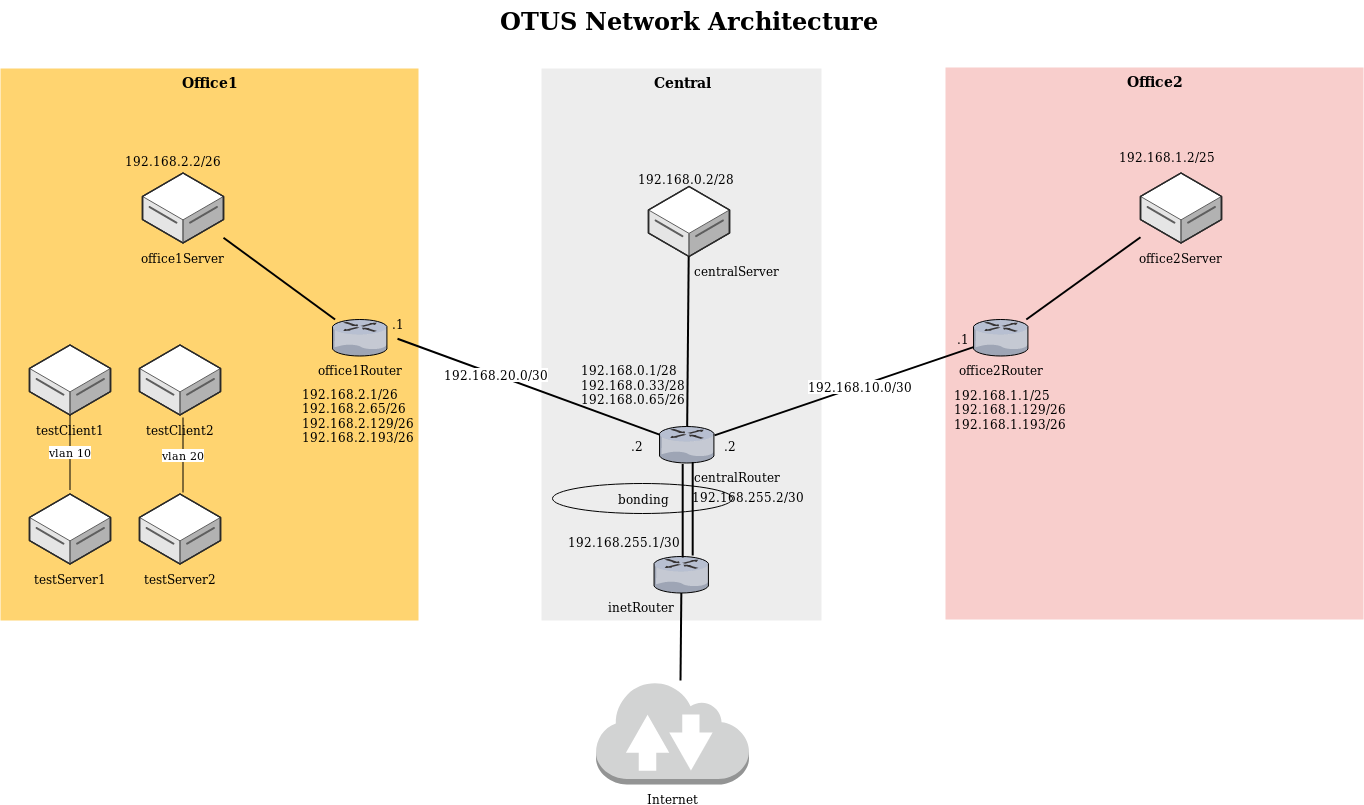 OTUS Network Architecture
Office1
192.168.2.2/26
office1Server
.1
office1Router
192.168.2.1/26
192.168.2.65/26
192.168.2.129/26
192.168.2.193/26
testClient1
testClient2
vlan 10
vlan 20
testServer1
testServer2
192.168.20.0/30
Central
192.168.0.2/28
centralServer
192.168.0.1/28
192.168.0.33/28
192.168.0.65/26
.2
.2
centralRouter
bonding
192.168.255.2/30
192.168.255.1/30
inetRouter
192.168.10.0/30
Office2
192.168.1.2/25
office2Server
.1
office2Router
192.168.1.1/25
192.168.1.129/26
192.168.1.193/26
Internet